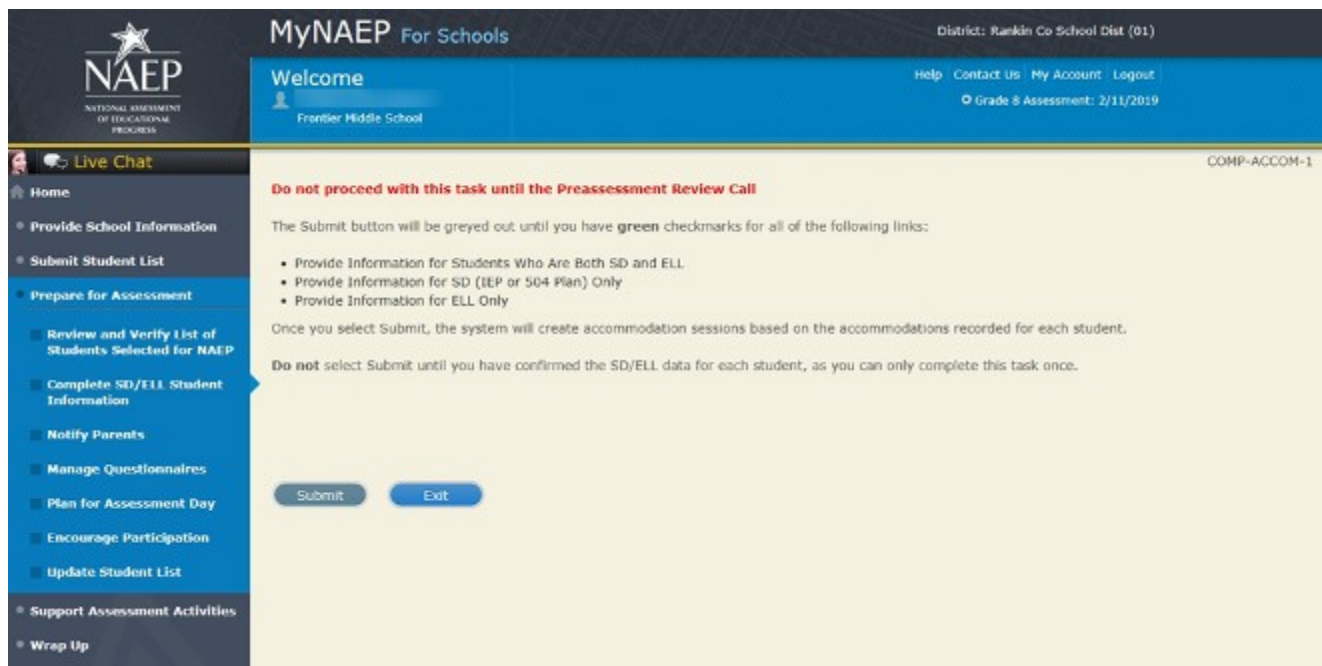 MyNAEP For Schools
District: Rankin Co School Dist (01)
NAEP
NATIONAL ASSESSMENT
OF EDUCATIONAL
PROGRESS
Welcome
Help Contact Us My Account Logout
Grade 8 Assessment: 2/11/2019
Frontier Middle School
Live Chat
COMP-ACCOM-1
Home
Provide School Information
Submit Student List
Prepare for Assessment
Review and Verify List of
Students Selected for NAEP
Complete SD/ELL Student
Information
Notify Parents
Manage Questionnaires
Plan for Assessment Day
Encourage Participation
Update Student List
Support Assessment Activities
Wrap Up
Do not proceed with this task until the Preassessment Review Call
The Submit button will be greyed out until you have green checkmarks for all of the following links:
• Provide Information for Students Who Are Both SD and ELL
• Provide Information for SD (IEP or 504 Plan) Only
• Provide Information for ELL Only
Once you select Submit, the system will create accommodation sessions based on the accommodations recorded for each student.
Do not select Submit until you have confirmed the SD/ELL data for each student, as you can only complete this task once.
Submit Exit